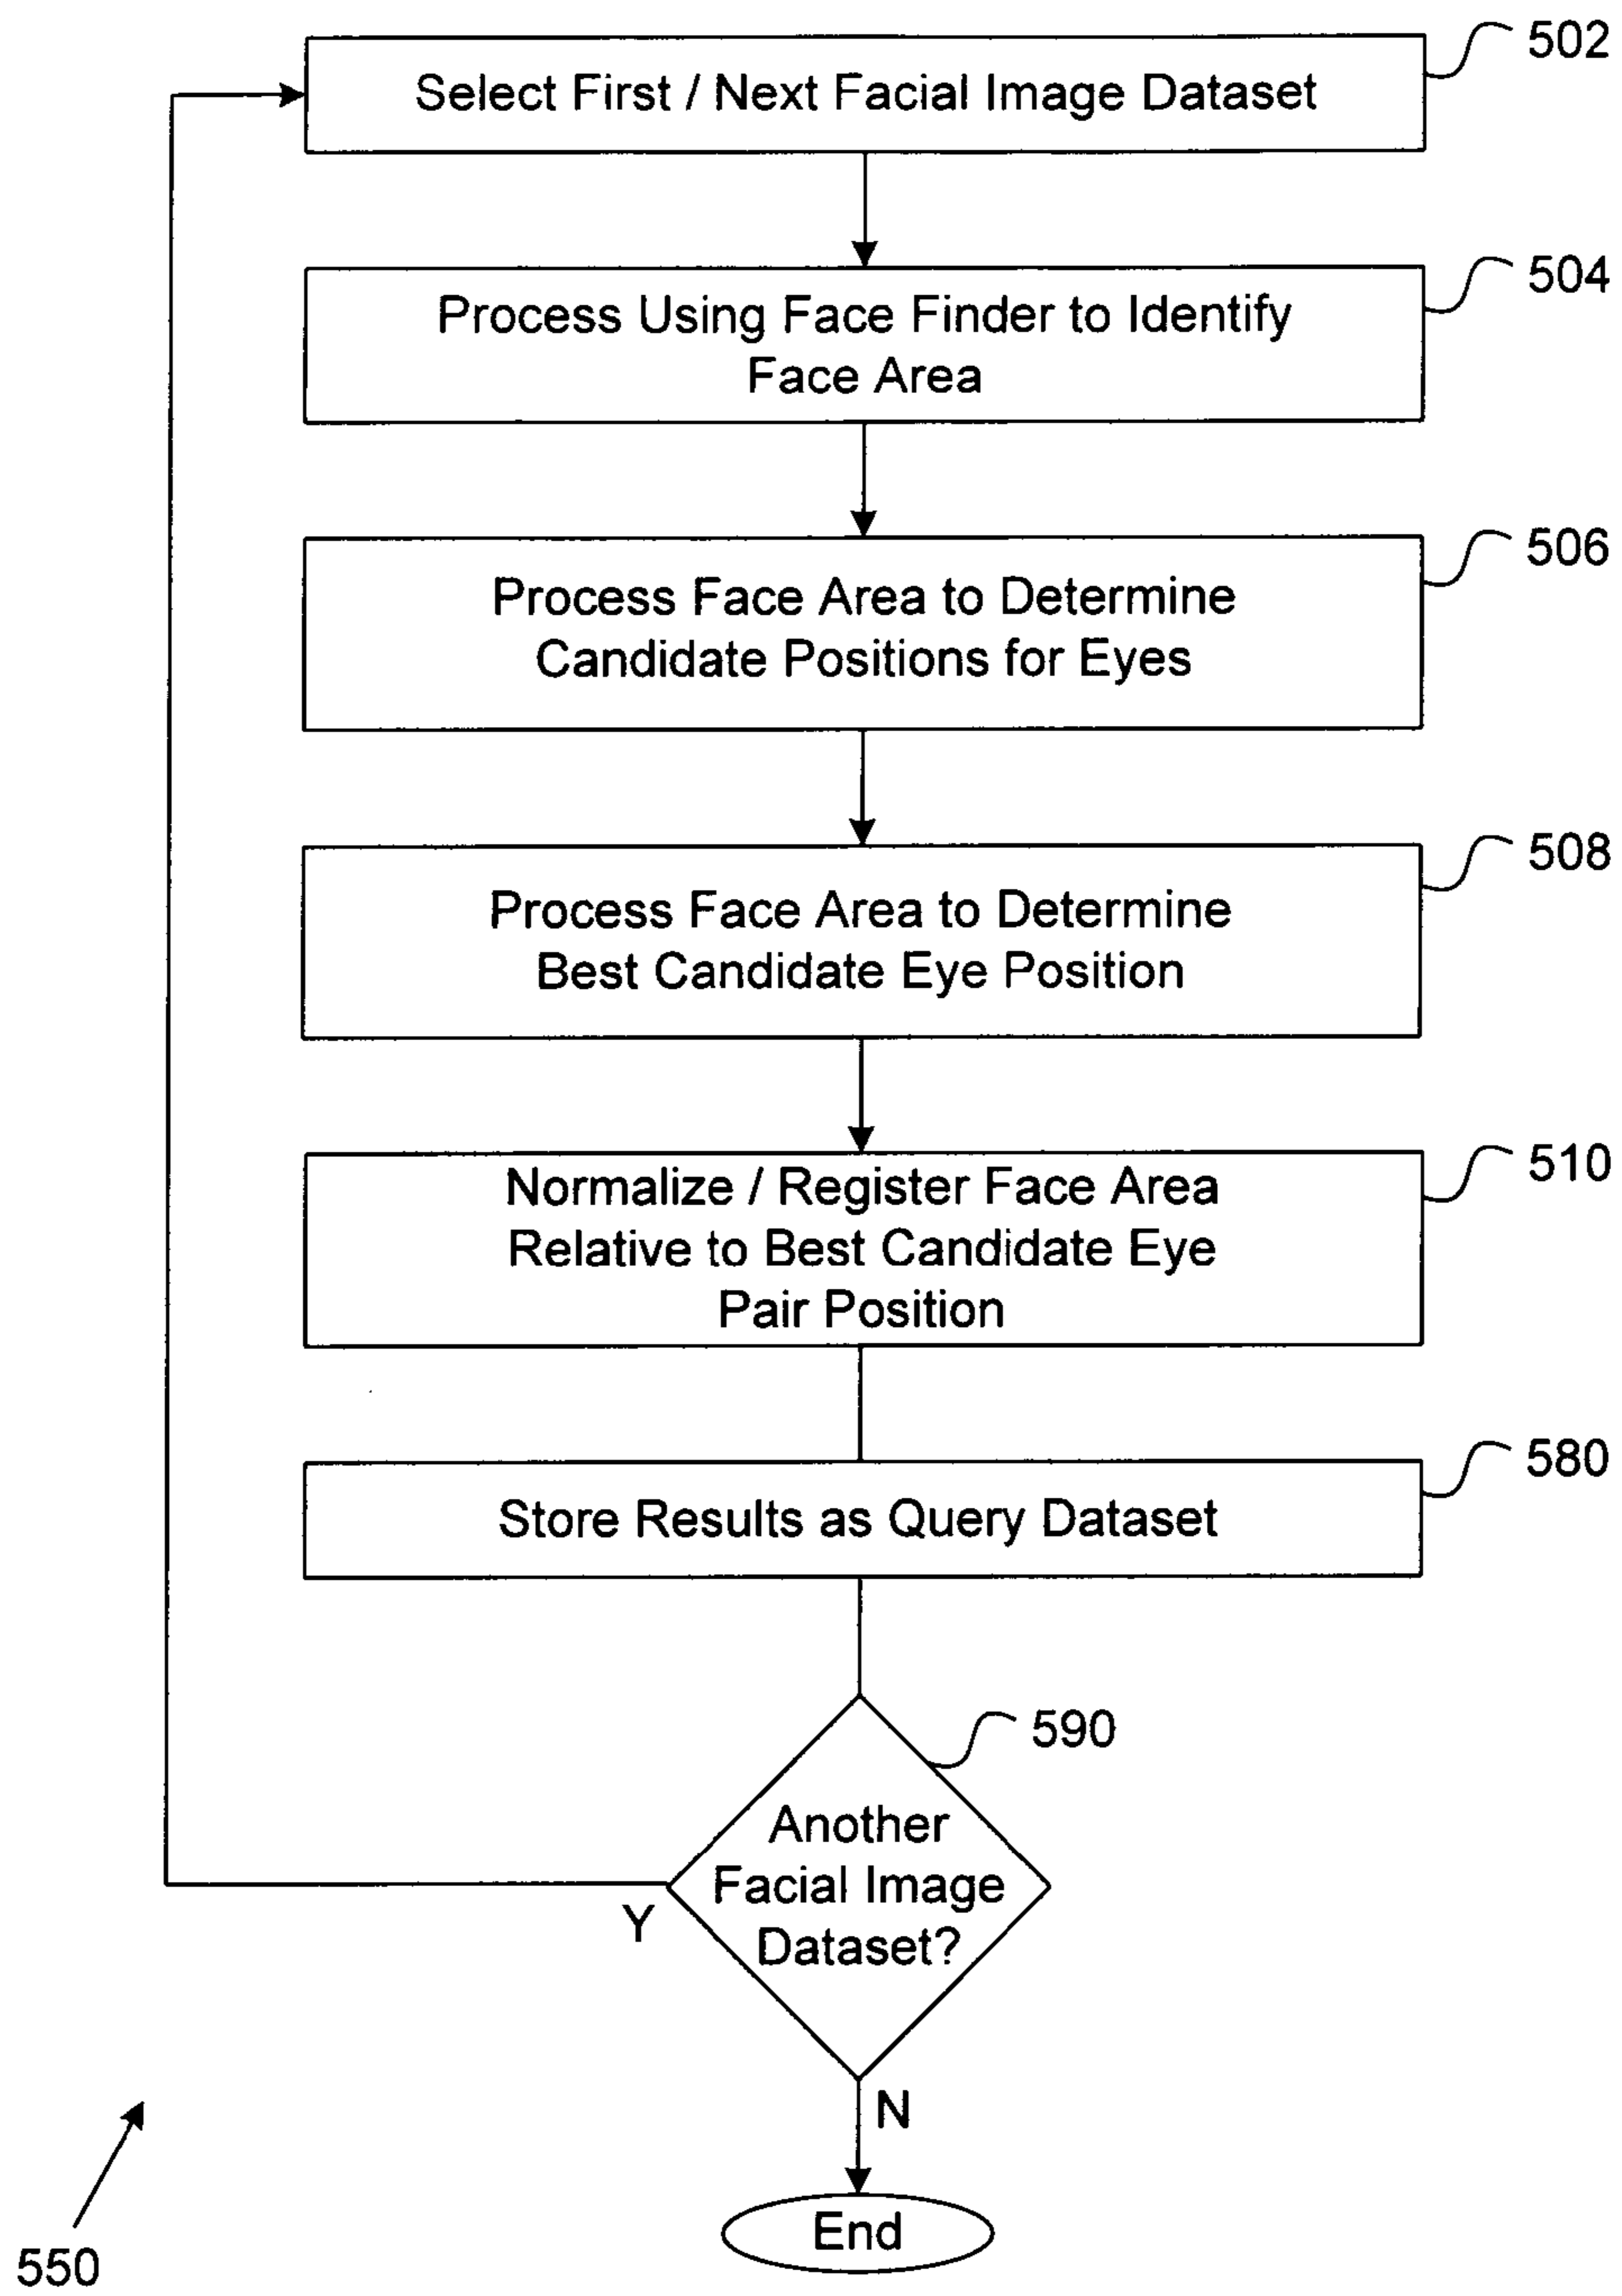 502
Select First / Next Facial Image Dataset
504
Process Using Face Finder to Identify
Face Area
506
Process Face Area to Determine
Candidate Positions for Eyes
508
Process Face Area to Determine
Best Candidate Eye Position
510
Normalize / Register Face Area
Relative to Best Candidate Eye
Pair Position
580
Store Results as Query Dataset
590
Another
Facial Image
Dataset?
Y
N
End
550